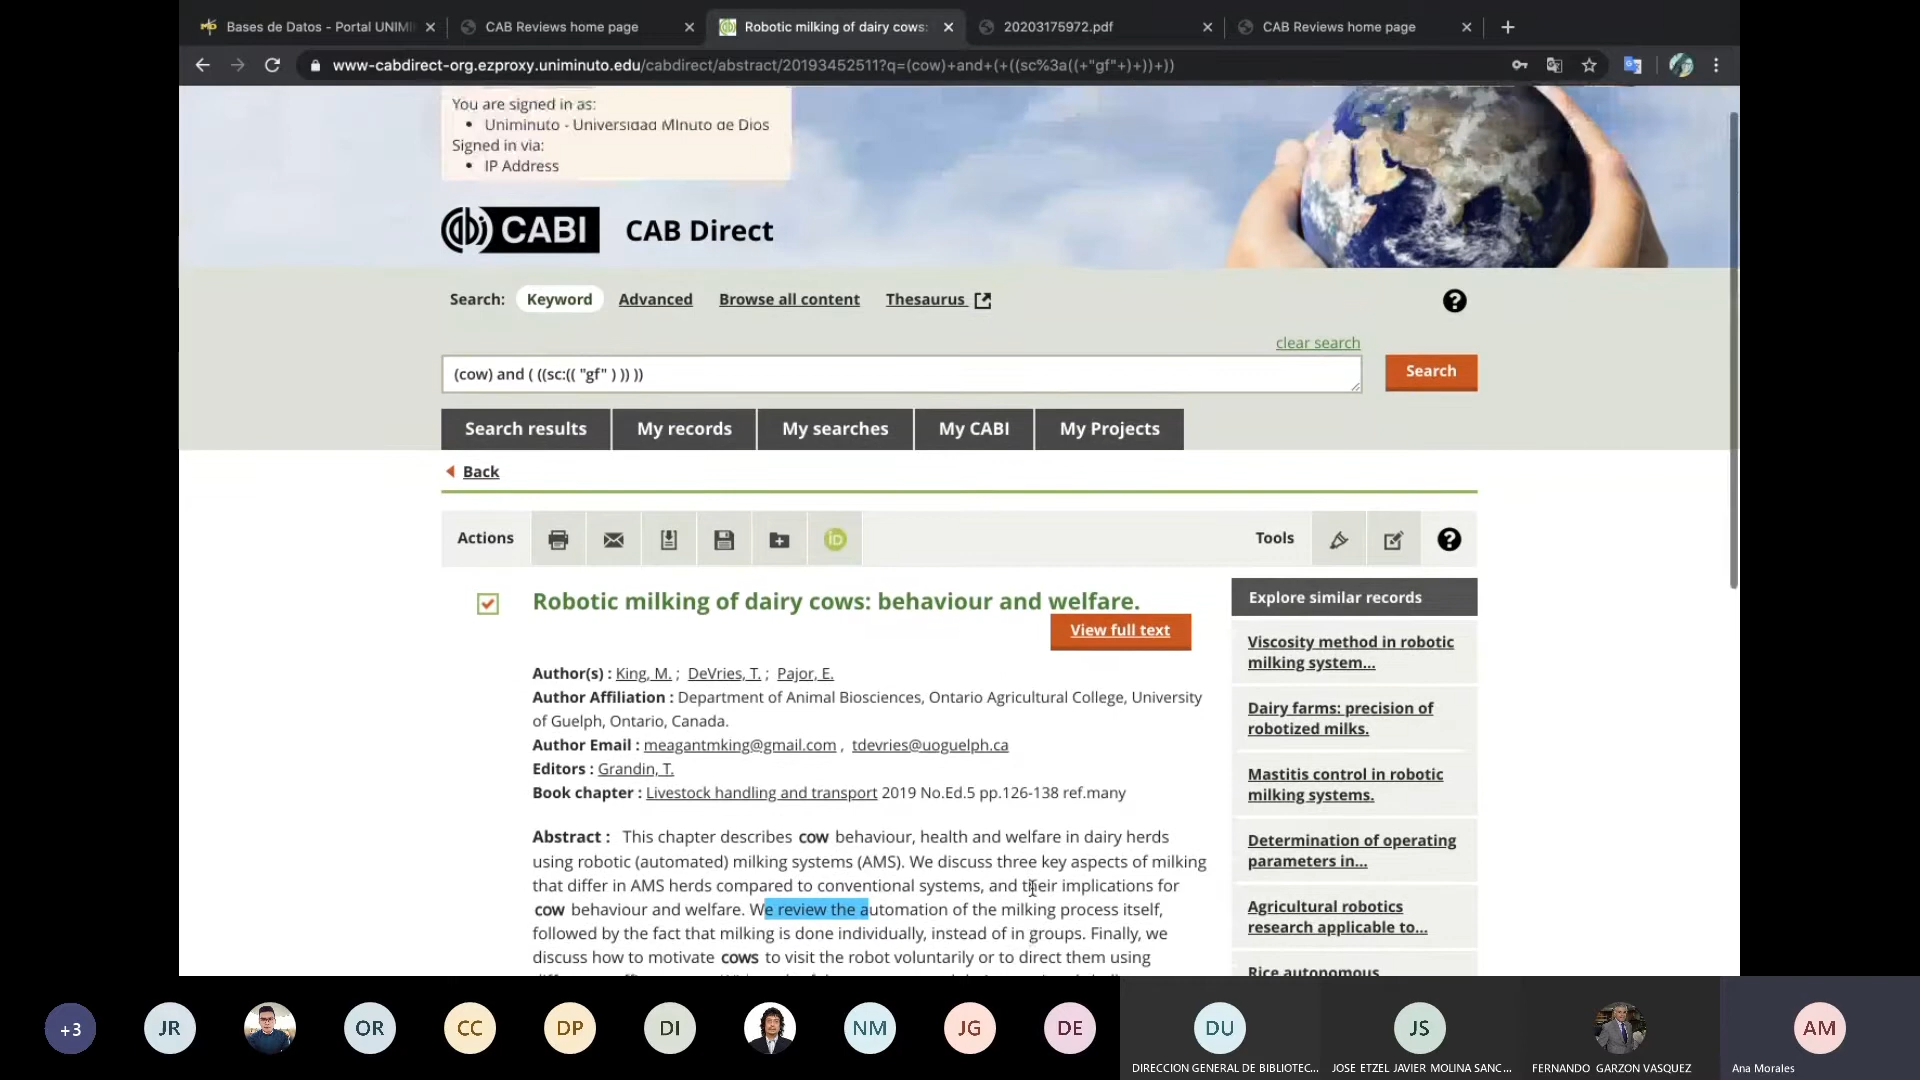 Bases de Datos - Portal UNIMI
CAB Reviews home page
Robotic milking of dairy cows:
20203175972.pdf
CAB Reviews home page
www-cabdirect-org.ezproxy.uniminuto.edu/cabdirect/abstract/20193452511?q=(cow)+and+(+((sc%3a((+"gf"+)+))+))
You are signed in as:
• Uniminuto - Universidad MInuto de Dios
Signed in via:
• IP Address
CABI CAB Direct
Search: Keyword Advanced Browse all content Thesaurus ?
clear search
(cow) and ( ((sc:(( "gf" ) )) ))
Search
Search results My records My searches My CABI My Projects
Back
Actions iD Tools ?
Robotic milking of dairy cows: behaviour and welfare.
View full text
Author(s) : King, M. ; DeVries, T. ; Pajor, E.
Author Affiliation : Department of Animal Biosciences, Ontario Agricultural College, University
of Guelph, Ontario, Canada.
Author Email : meagantmking@gmail.com , tdevries@uoguelph.ca
Editors : Grandin, T.
Book chapter : Livestock handling and transport 2019 No.Ed.5 pp.126-138 ref.many
Abstract : This chapter describes cow behaviour, health and welfare in dairy herds
using robotic (automated) milking systems (AMS). We discuss three key aspects of milking
that differ in AMS herds compared to conventional systems, and their implications for
cow behaviour and welfare. We review the automation of the milking process itself,
followed by the fact that milking is done individually, instead of in groups. Finally, we
discuss how to motivate cows to visit the robot voluntarily or to direct them using
Explore similar records
Viscosity method in robotic
milking system...
Dairy farms: precision of
robotized milks.
Mastitis control in robotic
milking systems.
Determination of operating
parameters in...
Agricultural robotics
research applicable to...
Rice autonomous
+3 JR OR CC DP DI NM JG DE DU JS AM
DIRECCION GENERAL DE BIBLIOTEC... JOSE ETZEL JAVIER MOLINA SANC... FERNANDO GARZON VASQUEZ Ana Morales